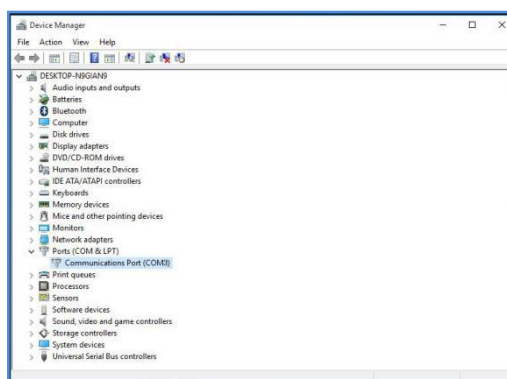 Device Manager
File Action View Help
DESKTOP-N9GIAN9
Audio inputs and outputs
Batteries
Bluetooth
Computer
Disk drives
Display adapters
DVD/CD-ROM drives
Human Interface Devices
IDE ATA/ATAPI controllers
Keyboards
Memory devices
Mice and other pointing devices
Monitors
Network adapters
Ports (COM & LPT)
Communications Port (COM3)
Print queues
Processors
Sensors
Software devices
Sound, video and game controllers
Storage controllers
System devices
Universal Serial Bus controllers